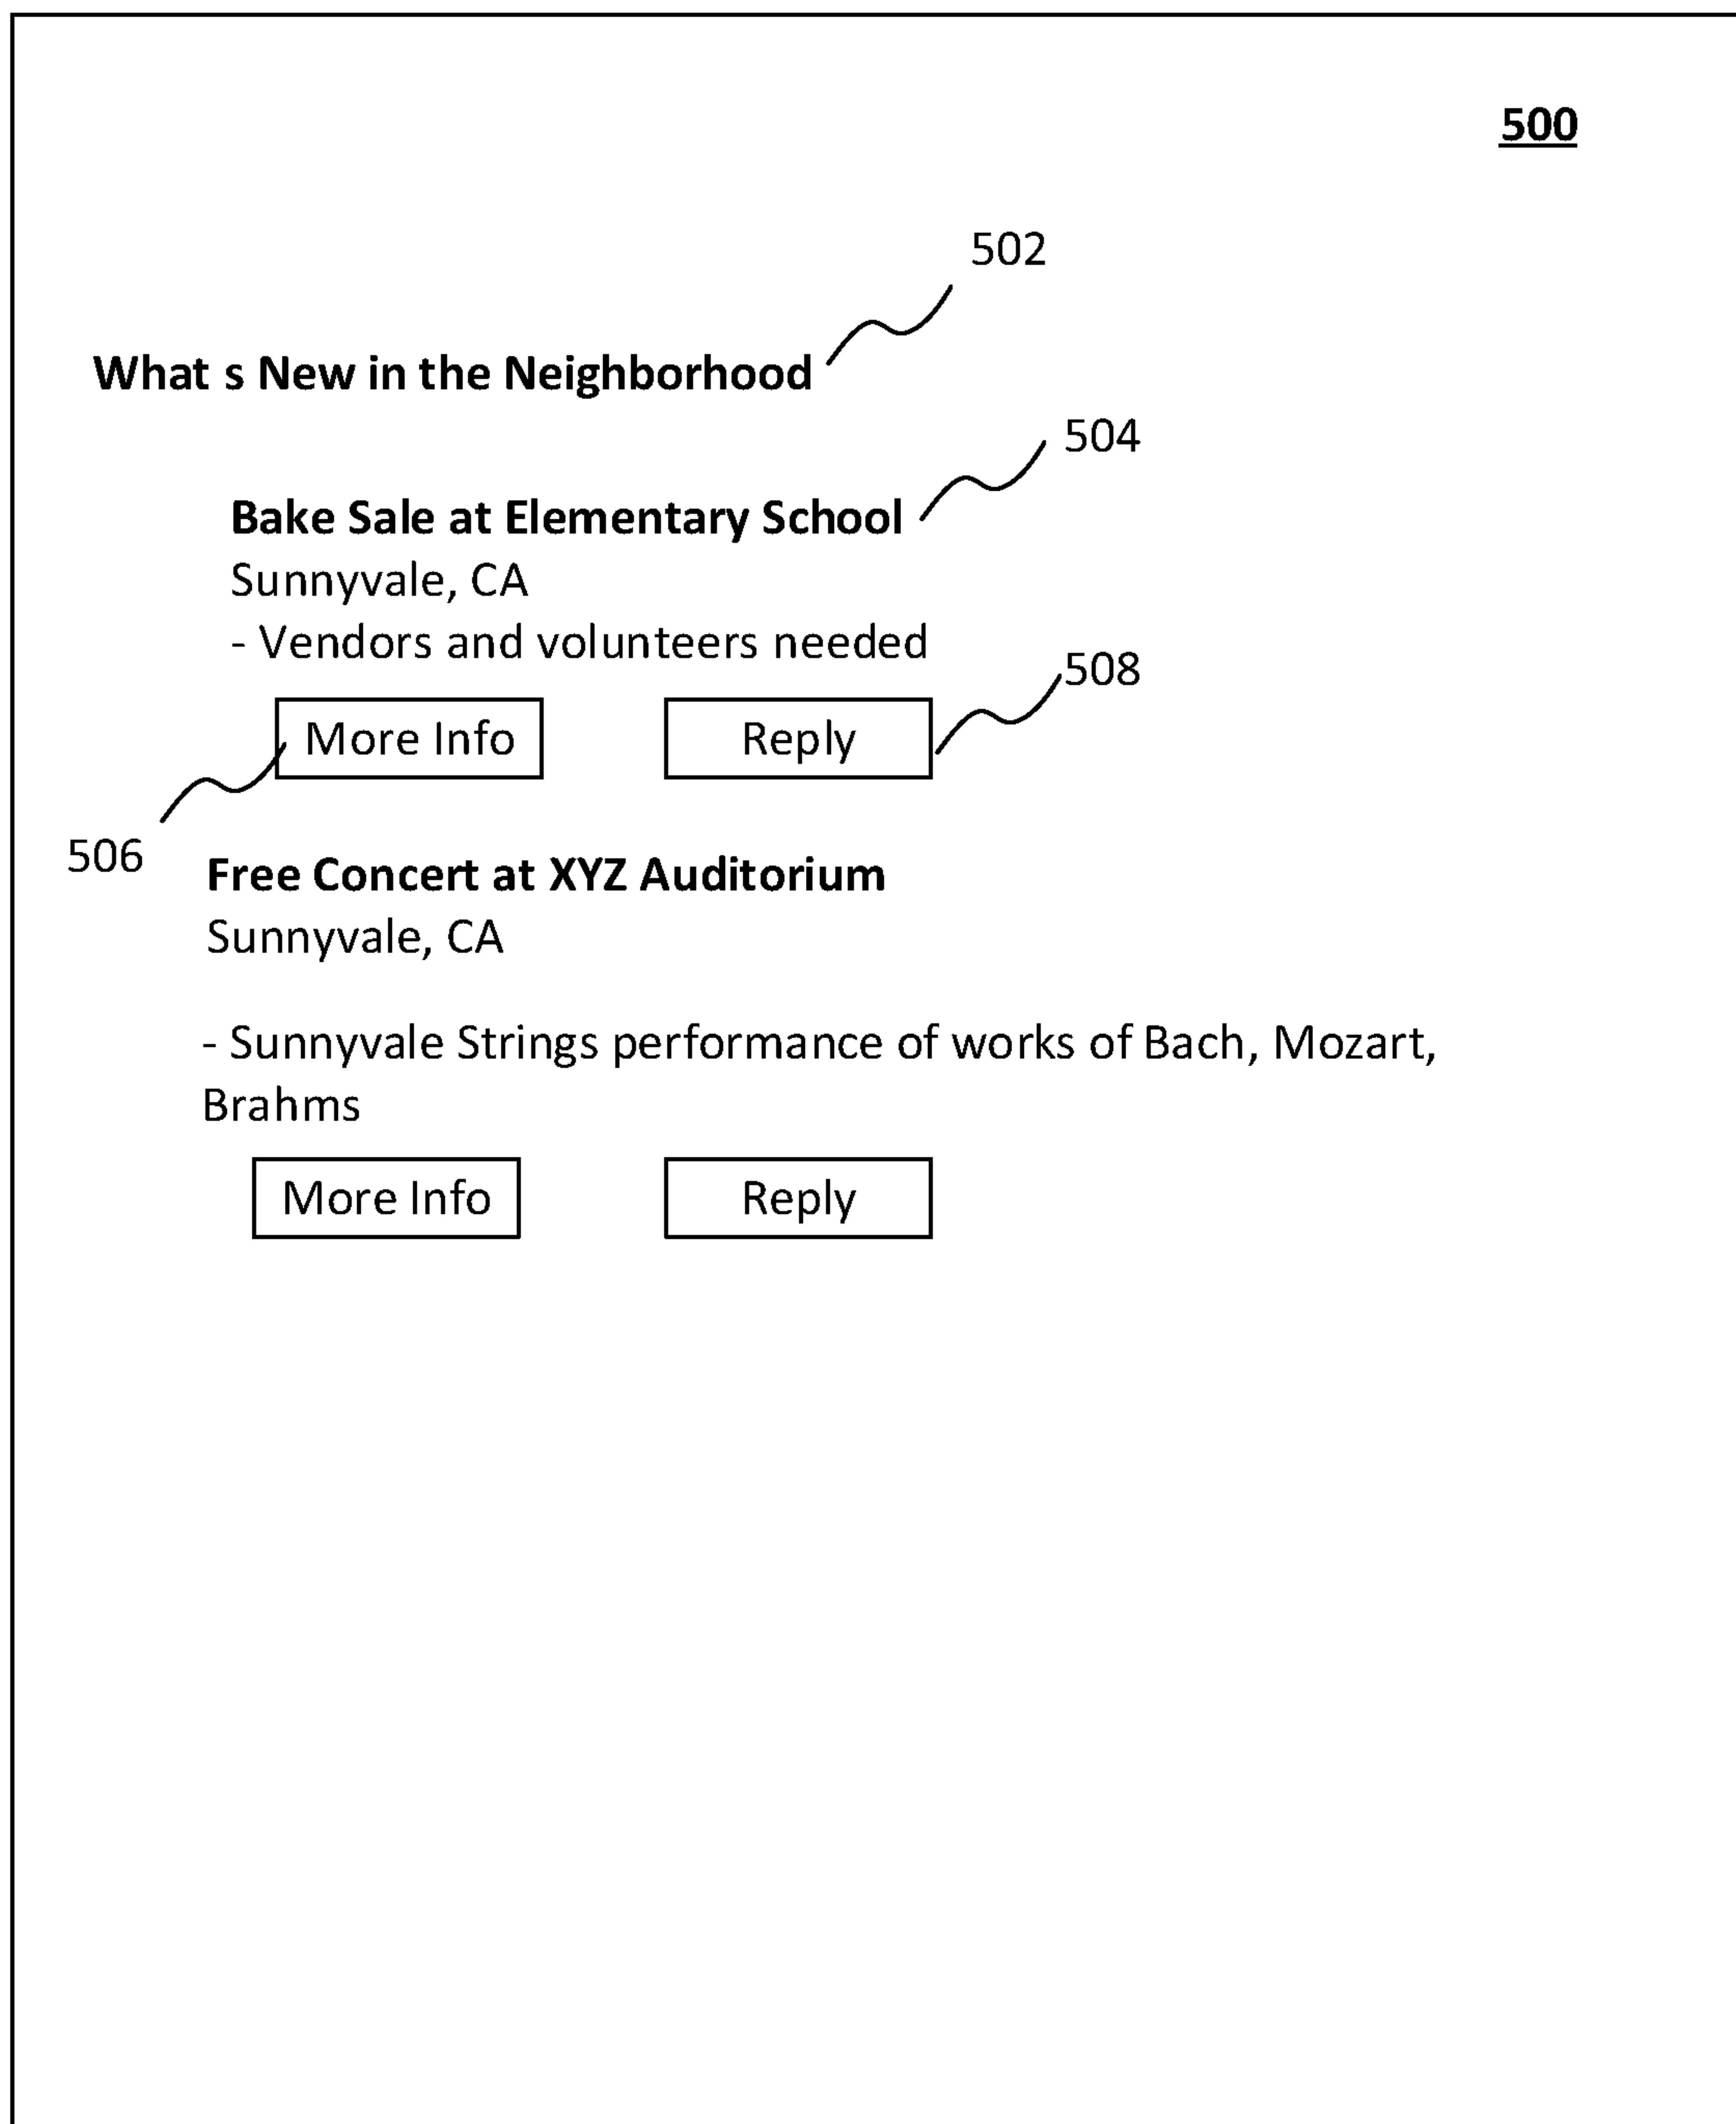 500
502
What s New in the Neighborhood
504
Bake Sale at Elementary School
Sunnyvale, CA
- Vendors and volunteers needed
508
More Info Reply
506
Free Concert at XYZ Auditorium
Sunnyvale, CA
- Sunnyvale Strings performance of works of Bach, Mozart,
Brahms
More Info Reply